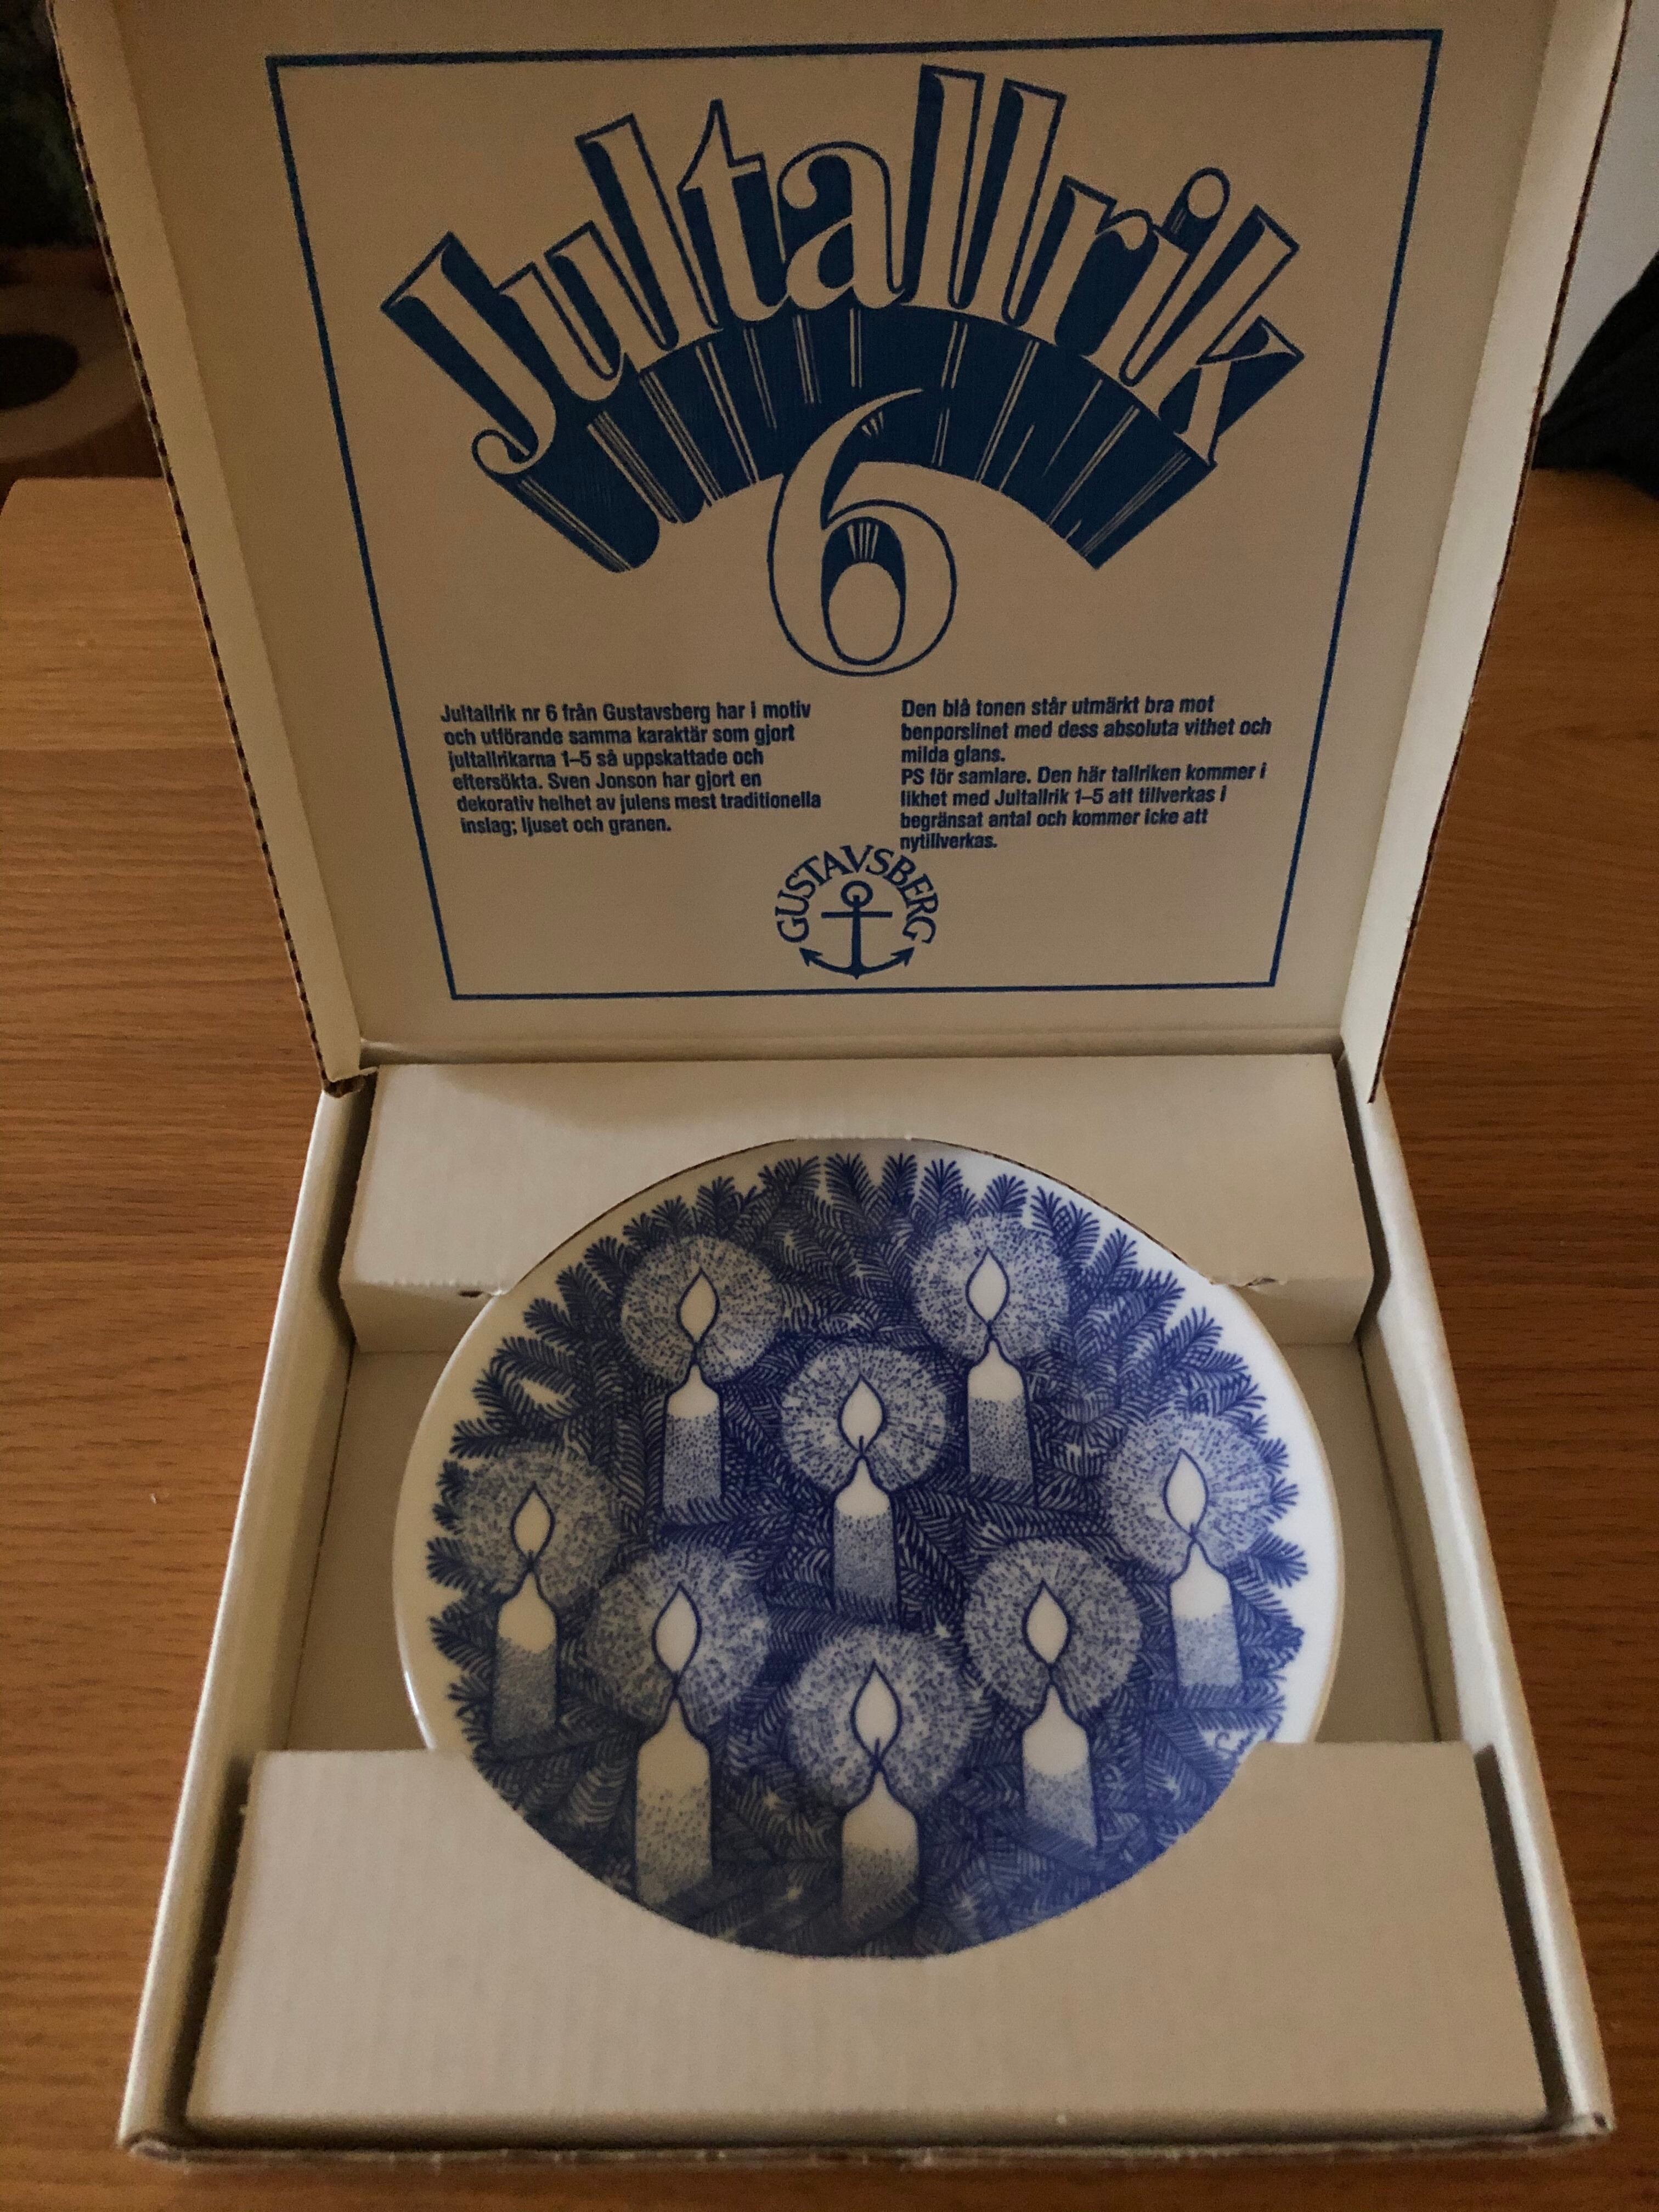 Jultallrik
6
Jultallrik nr 6 från Gustavsberg har i motiv
och utförande samma karaktär som gjort
jultallrikarna 1–5 så uppskattade och
eftersökta. Sven Jonson har gjort en
dekorativ helhet av julens mest traditionella
inslag; ljuset och granen.
Den blå tonen står utmärkt bra mot
benporslinet med dess absoluta vithet och
milda glans.
PS för samlare. Den här tallriken kommer i
likhet med Jultallrik 1–5 att tillverkas i
begränsat antal och kommer icke att
nytillverkas.
GUSTAVSBERG